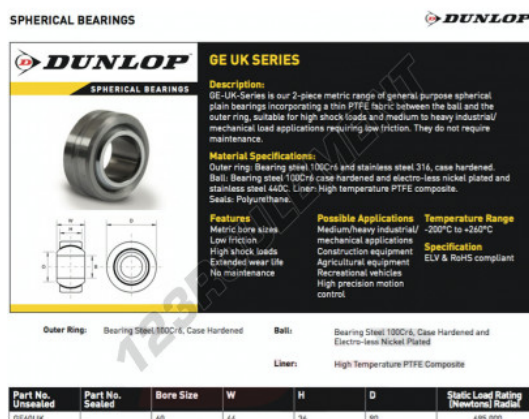 SPHERICAL BEARINGS
DUNLOP
DUNLOP
SPHERICAL BEARINGS
GE UK SERIES
Description:
GE-UK-Series is our 2-piece metric range of general purpose spherical
plain bearings incorporating a thin PTFE fabric between the ball and the
outer ring, suitable for high shock loads and medium to heavy industrial/
mechanical load applications requiring low friction. They do not require
maintenance.
Material Specifications:
Outer ring: Bearing steel 100Cr6 and stainless steel 316, case hardened.
Ball: Bearing steel 100Cr6 case hardened and electro-less nickel plated and
stainless steel 440C. Liner: High temperature PTFE composite.
Seals: Polyurethane.
Features
Metric bore sizes
Low friction
High shock loads
Extended wear life
No maintenance
Possible Applications
Medium/heavy industrial/
mechanical applications
Construction equipment
Agricultural equipment
Recreational vehicles
High precision motion
control
Temperature Range
-200°C to +260°C
Specification
ELV & RoHS compliant
W
H
D
D
B
123ROULEMENT
Outer Ring: Bearing Steel 100Cr6, Case Hardened
Ball: Bearing Steel 100Cr6, Case Hardened and
Electro-less Nickel Plated
Liner: High Temperature PTFE Composite
Part No. Unsealed Part No. Sealed Bore Size W H D Static Load Rating (Newtons) Radial